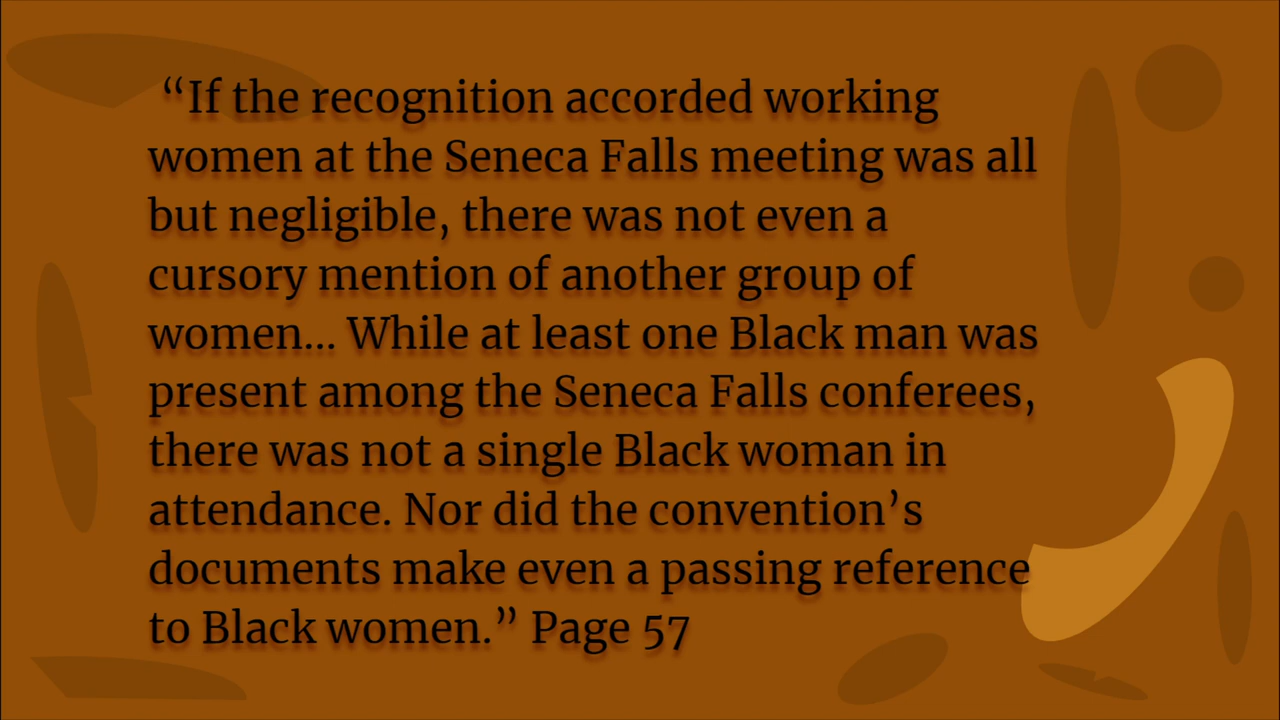 “If the recognition accorded working
women at the Seneca Falls meeting was all
but negligible, there was not even a
cursory mention of another group of
women... While at least one Black man was
present among the Seneca Falls conferees,
there was not a single Black woman in
attendance. Nor did the convention’s
documents make even a passing reference
to Black women.” Page 57